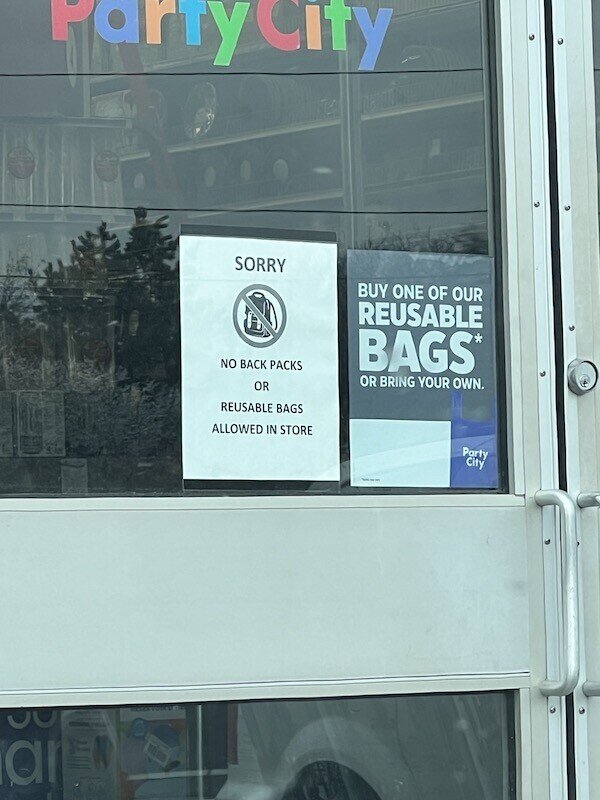 PartyCity
SORRY
NO BACK PACKS
OR
REUSABLE BAGS
ALLOWED IN STORE
BUY ONE OF OUR
REUSABLE
BAGS*
OR BRING YOUR OWN.
Party
City